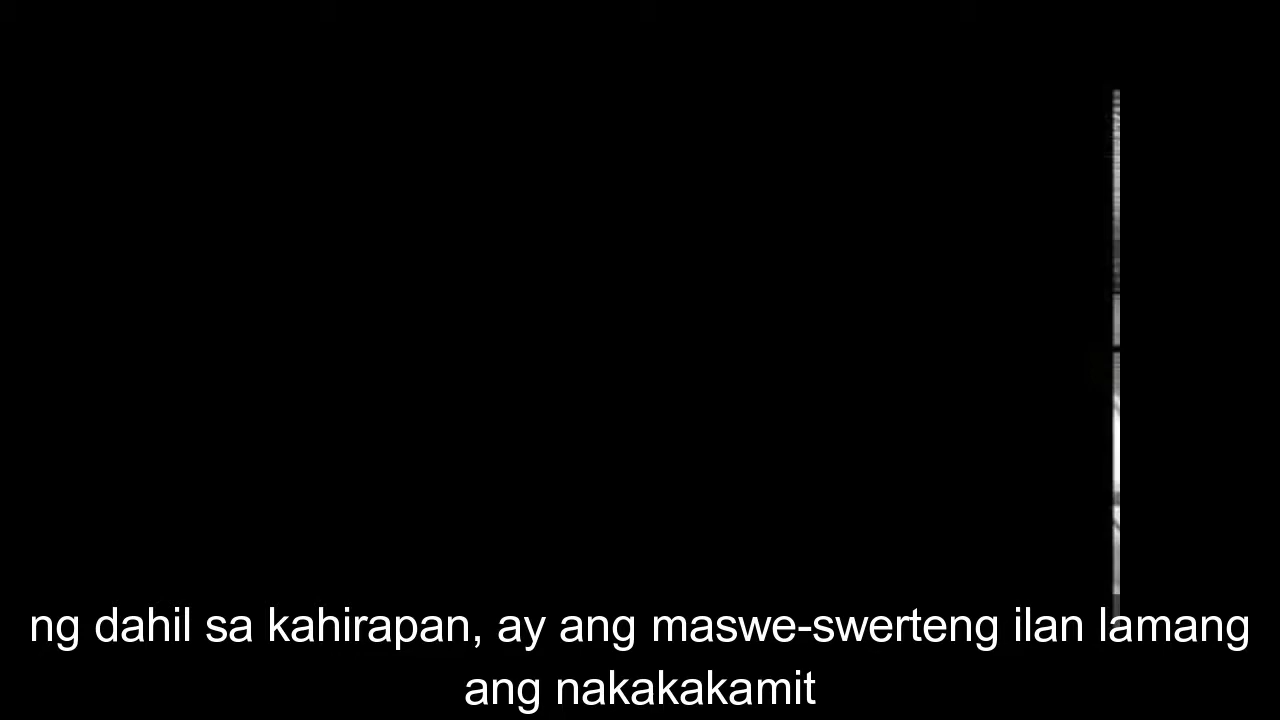 ng dahil sa kahirapan, ay ang maswe-swerteng ilan lamang
ang nakakakamit